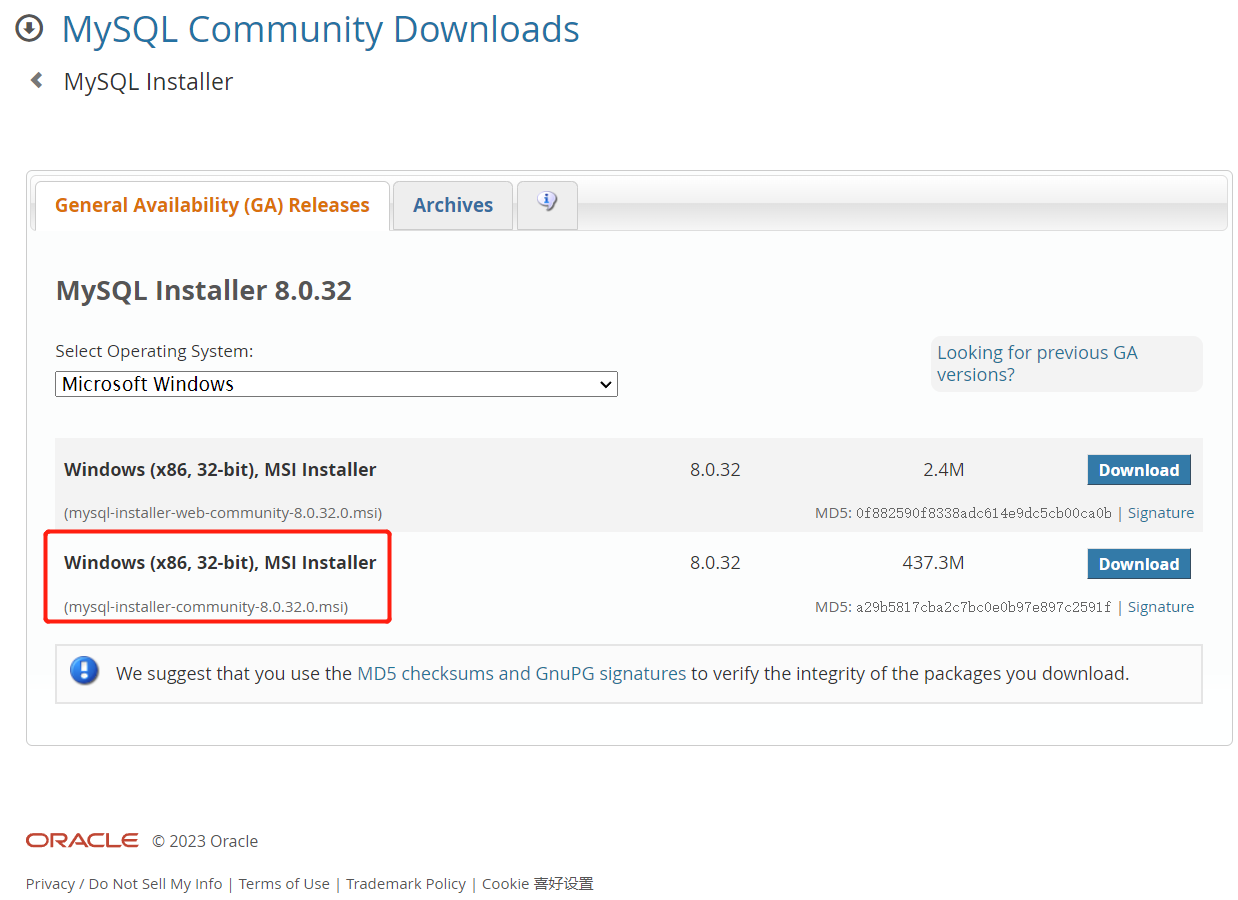 MySQL Community Downloads
MySQL Installer
General Availability (GA) Releases
Archives
MySQL Installer 8.0.32
Select Operating System:
Microsoft Windows
Looking for previous GA
versions?
Windows (x86, 32-bit), MSI Installer 8.0.32 2.4M Download
(mysql-installer-web-community-8.0.32.0.msi) MD5: 0f882590f8338adc614e9dc5cb00ca0b | Signature
Windows (x86, 32-bit), MSI Installer 8.0.32 437.3M Download
(mysql-installer-community-8.0.32.0.msi) MD5: a29b5817cba2c7bc0e0b97e897c2591f | Signature
We suggest that you use the MD5 checksums and GnuPG signatures to verify the integrity of the packages you download.
ORACLE © 2023 Oracle
Privacy / Do Not Sell My Info | Terms of Use | Trademark Policy | Cookie 喜好设置